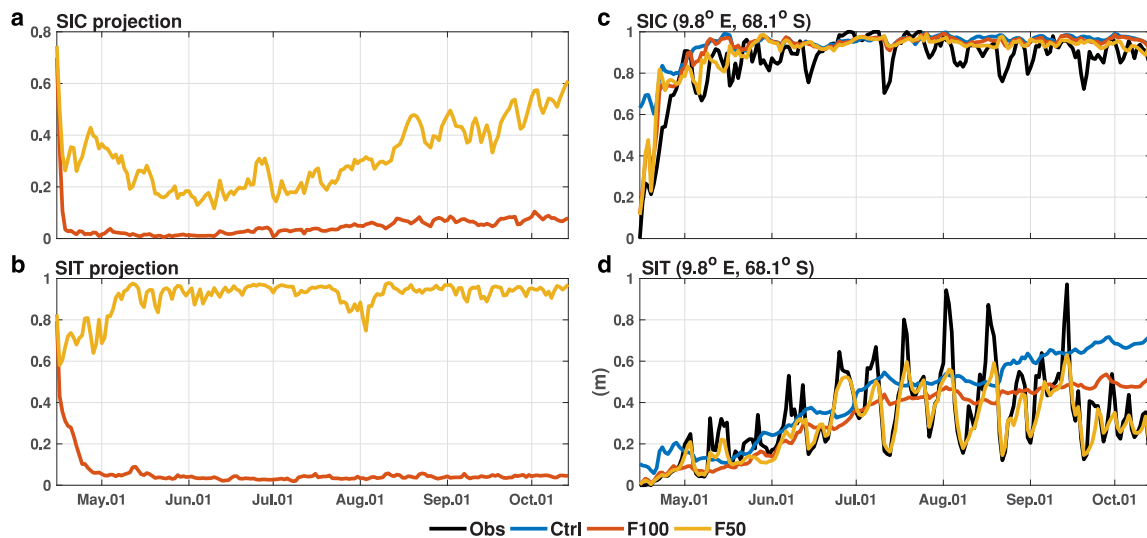 a SIC projection
0.8
0.6
0.4
0.2
0
b SIT projection
1
0.8
0.6
0.4
0.2
0
May.01 Jun.01 Jul.01 Aug.01 Sep.01 Oct.01
c SIC (9.8° E, 68.1° S)
1
0.8
0.6
0.4
0.2
0
d SIT (9.8° E, 68.1° S)
1
0.8
0.6
(m)
0.4
0.2
0
May.01 Jun.01 Jul.01 Aug.01 Sep.01 Oct.01
Obs Ctrl F100 F50